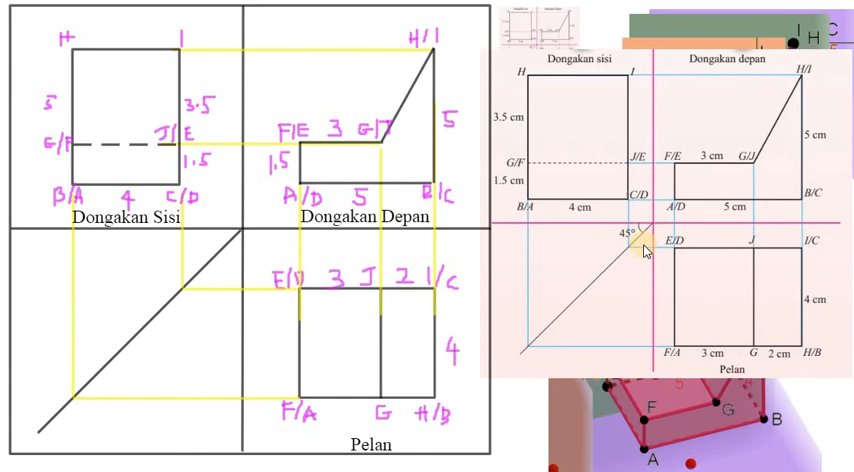 H I H/I
5 3.5
G/F J/E F/E 3 G/J 5
1.5 1.5
B/A 4 C/D A/D 5 B/C
Dongakan Sisi Dongakan Depan
E/D 3 J 2 I/C
4
F/A G H/B
Pelan
Dongakan sisi Dongakan depan
H I H/I
3.5 cm 5 cm
G/F J/E F/E 3 cm G/J
1.5 cm
C/D B/C
B/A 4 cm A/D 5 cm
45°
E/D J I/C
4 cm
F/A 3 cm G 2 cm H/B
Pelan
I H C
F G B
A